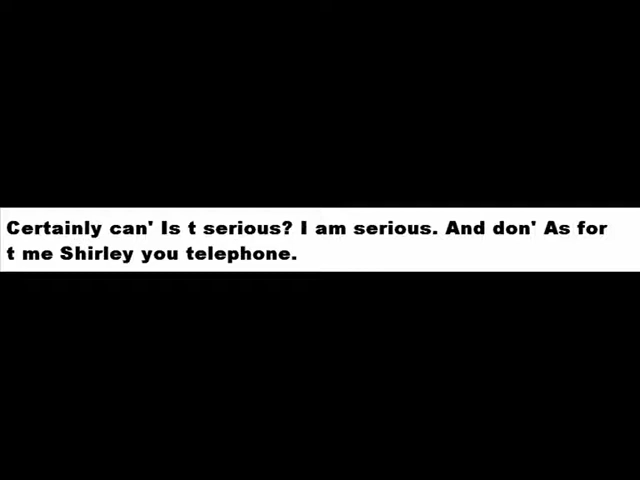 Certainly can' Is t serious? I am serious. And don' As for
t me Shirley you telephone.